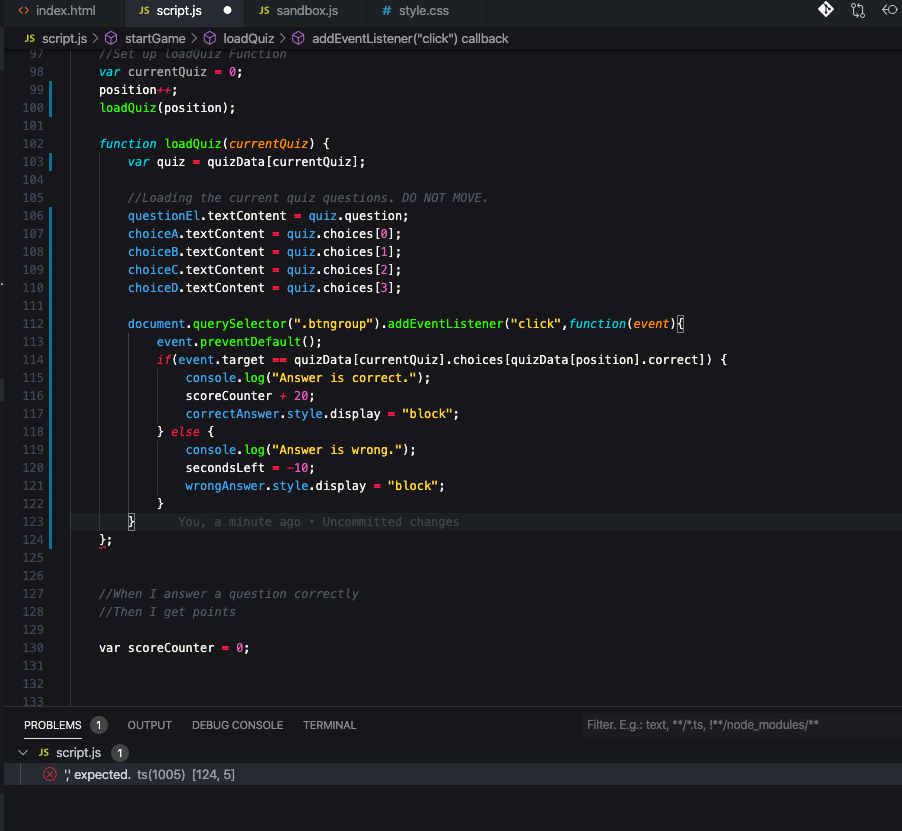 <> index.html JS script.js JS sandbox.js # style.css
JS script.js > startGame > loadQuiz > addEventListener("click") callback
97 //Set up loadQuiz Function
98 var currentQuiz = 0;
99 position++;
100 loadQuiz(position);
101
102 function loadQuiz(currentQuiz) {
103 var quiz = quizData[currentQuiz];
104
105 //Loading the current quiz questions. DO NOT MOVE.
106 questionEl.textContent = quiz.question;
107 choiceA.textContent = quiz.choices[0];
108 choiceB.textContent = quiz.choices[1];
109 choiceC.textContent = quiz.choices[2];
110 choiceD.textContent = quiz.choices[3];
111
112 document.querySelector(".btngroup").addEventListener("click",function(event){
113 event.preventDefault();
114 if(event.target == quizData[currentQuiz].choices[quizData[position].correct]) {
115 console.log("Answer is correct.");
116 scoreCounter + 20;
117 correctAnswer.style.display = "block";
118 } else {
119 console.log("Answer is wrong.");
120 secondsLeft = -10;
121 wrongAnswer.style.display = "block";
122 }
123 } You, a minute ago • Uncommitted changes
124 };
125
126
127 //When I answer a question correctly
128 //Then I get points
129
130 var scoreCounter = 0;
131
132
133
PROBLEMS 1 OUTPUT DEBUG CONSOLE TERMINAL Filter. E.g.: text, **/*.ts, !**/node_modules/**
JS script.js 1
',' expected. ts(1005) [124, 5]